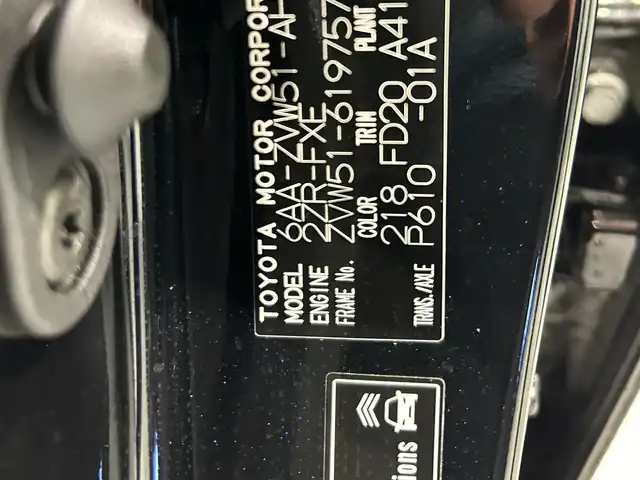 TOYOTA MOTOR CORPOR
MODEL 6AA-ZVW51-AH
ENGINE 2ZR-FXE
FRAME No. ZVW51-619757
COLOR TRIM PLANT
218 FD20 A41
TRANS./AXLE P610 -01A
ions